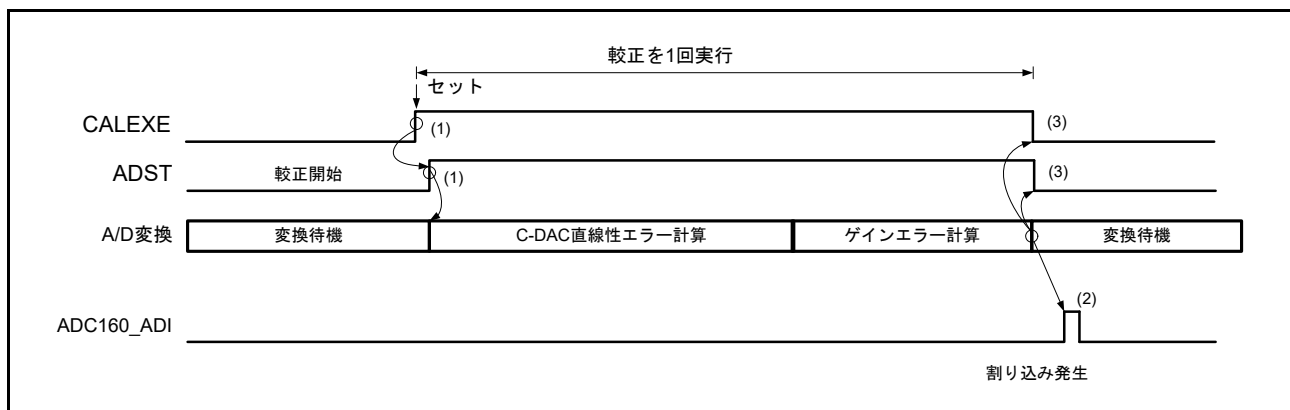 較正を1回実行
セット
CALEXE
(1)
(3)
ADST
較正開始
(1)
(3)
A/D変換
変換待機
C-DAC直線性エラー計算
ゲインエラー計算
変換待機
(2)
ADC160_ADI
割り込み発生